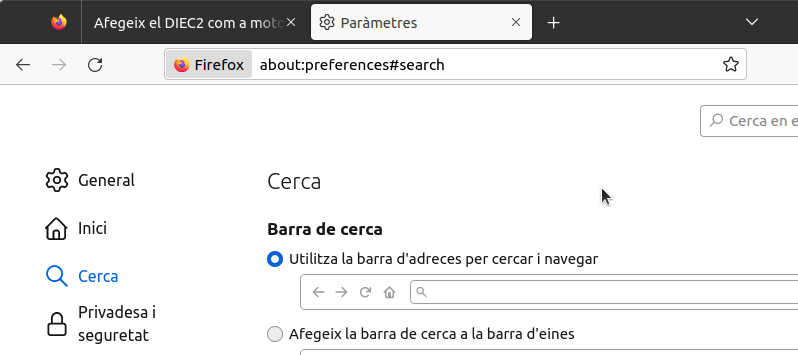 Afegeix el DIEC2 com a moto
Paràmetres
Firefox about:preferences#search
Cerca en e
General
Cerca
Inici
Barra de cerca
Utilitza la barra d'adreces per cercar i navegar
Cerca
Privadesa i
seguretat
Afegeix la barra de cerca a la barra d'eines